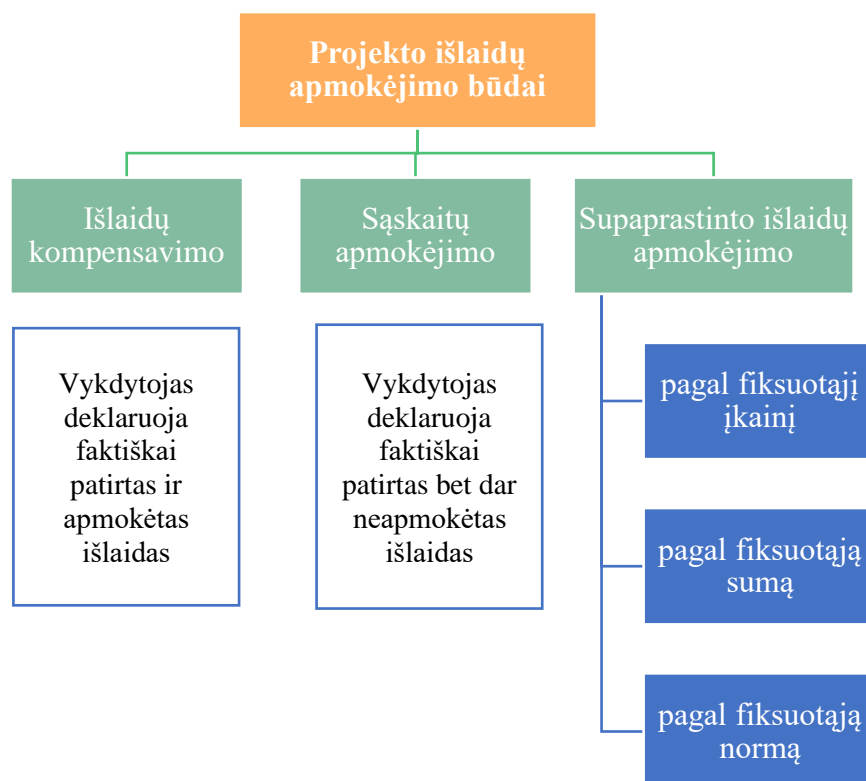 Projekto išlaidų
apmokėjimo būdai
Išlaidų
kompensavimo
Sąskaitų
apmokėjimo
Supaprastinto išlaidų
apmokėjimo
Vykdytojas
deklaruoja
faktiškai
patirtas ir
apmokėtas
išlaidas
Vykdytojas
deklaruoja
faktiškai
patirtas bet dar
neapmokėtas
išlaidas
pagal fiksuotąjį
įkainį
pagal fiksuotąją
sumą
pagal fiksuotąją
normą